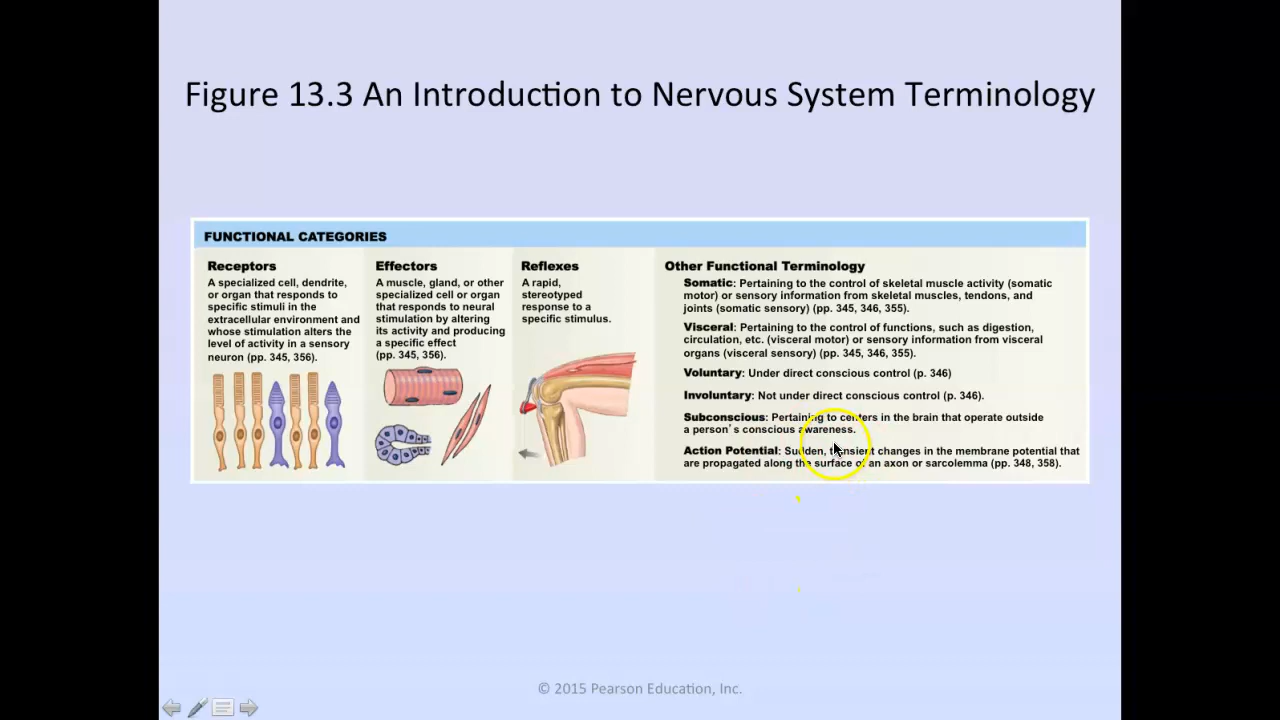 Figure 13.3 An Introduction to Nervous System Terminology
FUNCTIONAL CATEGORIES
Receptors
A specialized cell, dendrite,
or organ that responds to
specific stimuli in the
extracellular environment and
whose stimulation alters the
level of activity in a sensory
neuron (pp. 345, 356).
Effectors
A muscle, gland, or other
specialized cell or organ
that responds to neural
stimulation by altering
its activity and producing
a specific effect
(pp. 345, 356).
Reflexes
A rapid,
stereotyped
response to a
specific stimulus.
Other Functional Terminology
Somatic: Pertaining to the control of skeletal muscle activity (somatic
motor) or sensory information from skeletal muscles, tendons, and
joints (somatic sensory) (pp. 345, 346, 355).
Visceral: Pertaining to the control of functions, such as digestion,
circulation, etc. (visceral motor) or sensory information from visceral
organs (visceral sensory) (pp. 345, 346, 355).
Voluntary: Under direct conscious control (p. 346)
Involuntary: Not under direct conscious control (p. 346).
Subconscious: Pertaining to centers in the brain that operate outside
a person's conscious awareness.
Action Potential: Sudden, transient changes in the membrane potential that
are propagated along the surface of an axon or sarcolemma (pp. 348, 358).
© 2015 Pearson Education, Inc.